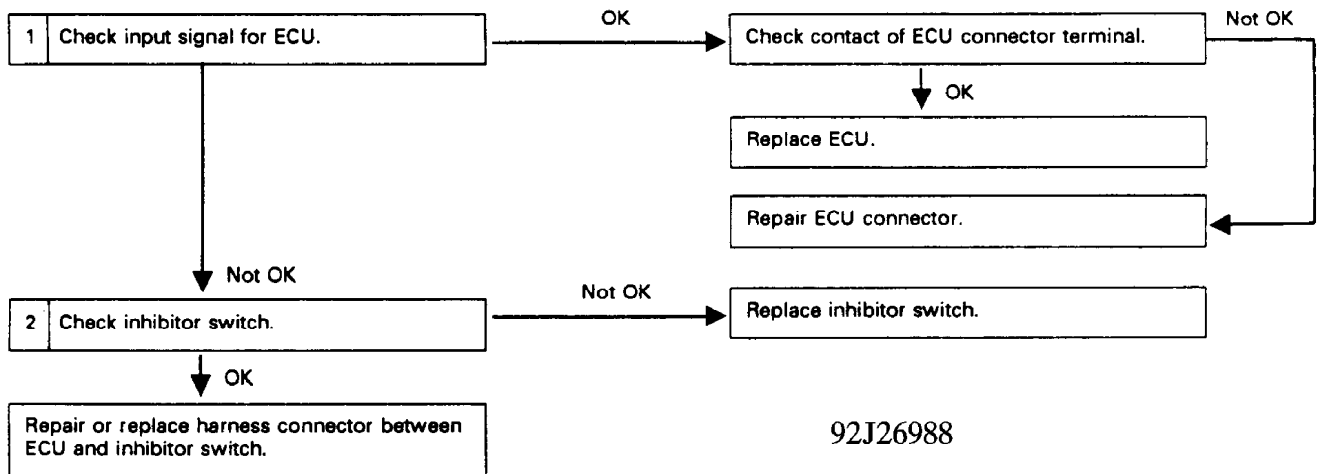 OK
Not OK
1 Check input signal for ECU.
Check contact of ECU connector terminal.
OK
Replace ECU.
Repair ECU connector.
Not OK
Not OK
2 Check inhibitor switch.
Replace inhibitor switch.
OK
Repair or replace harness connector between
ECU and inhibitor switch.
92J26988